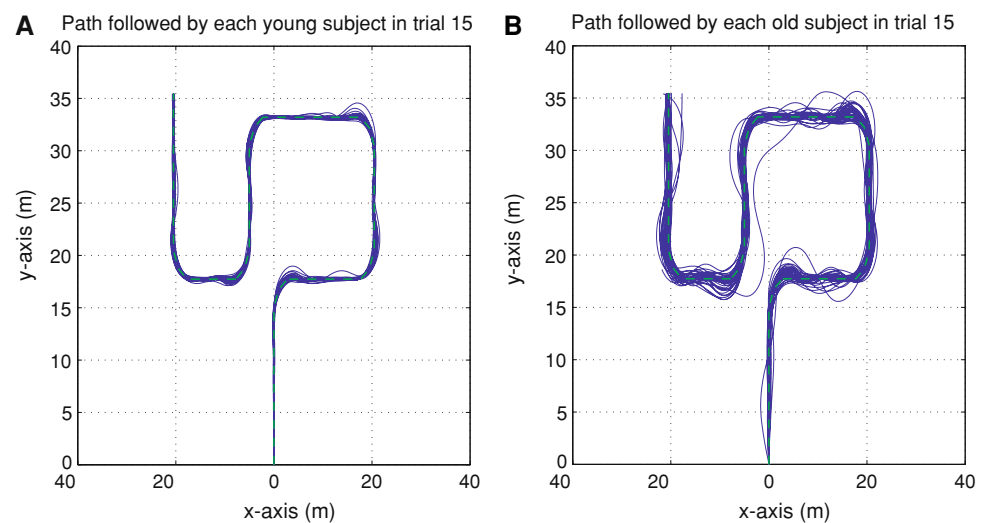 A Path followed by each young subject in trial 15
40
35
30
25
20
15
10
5
0
y-axis (m)
40 20 0 20 40
x-axis (m)
B Path followed by each old subject in trial 15
40
35
30
25
20
15
10
5
0
y-axis (m)
40 20 0 20 40
x-axis (m)